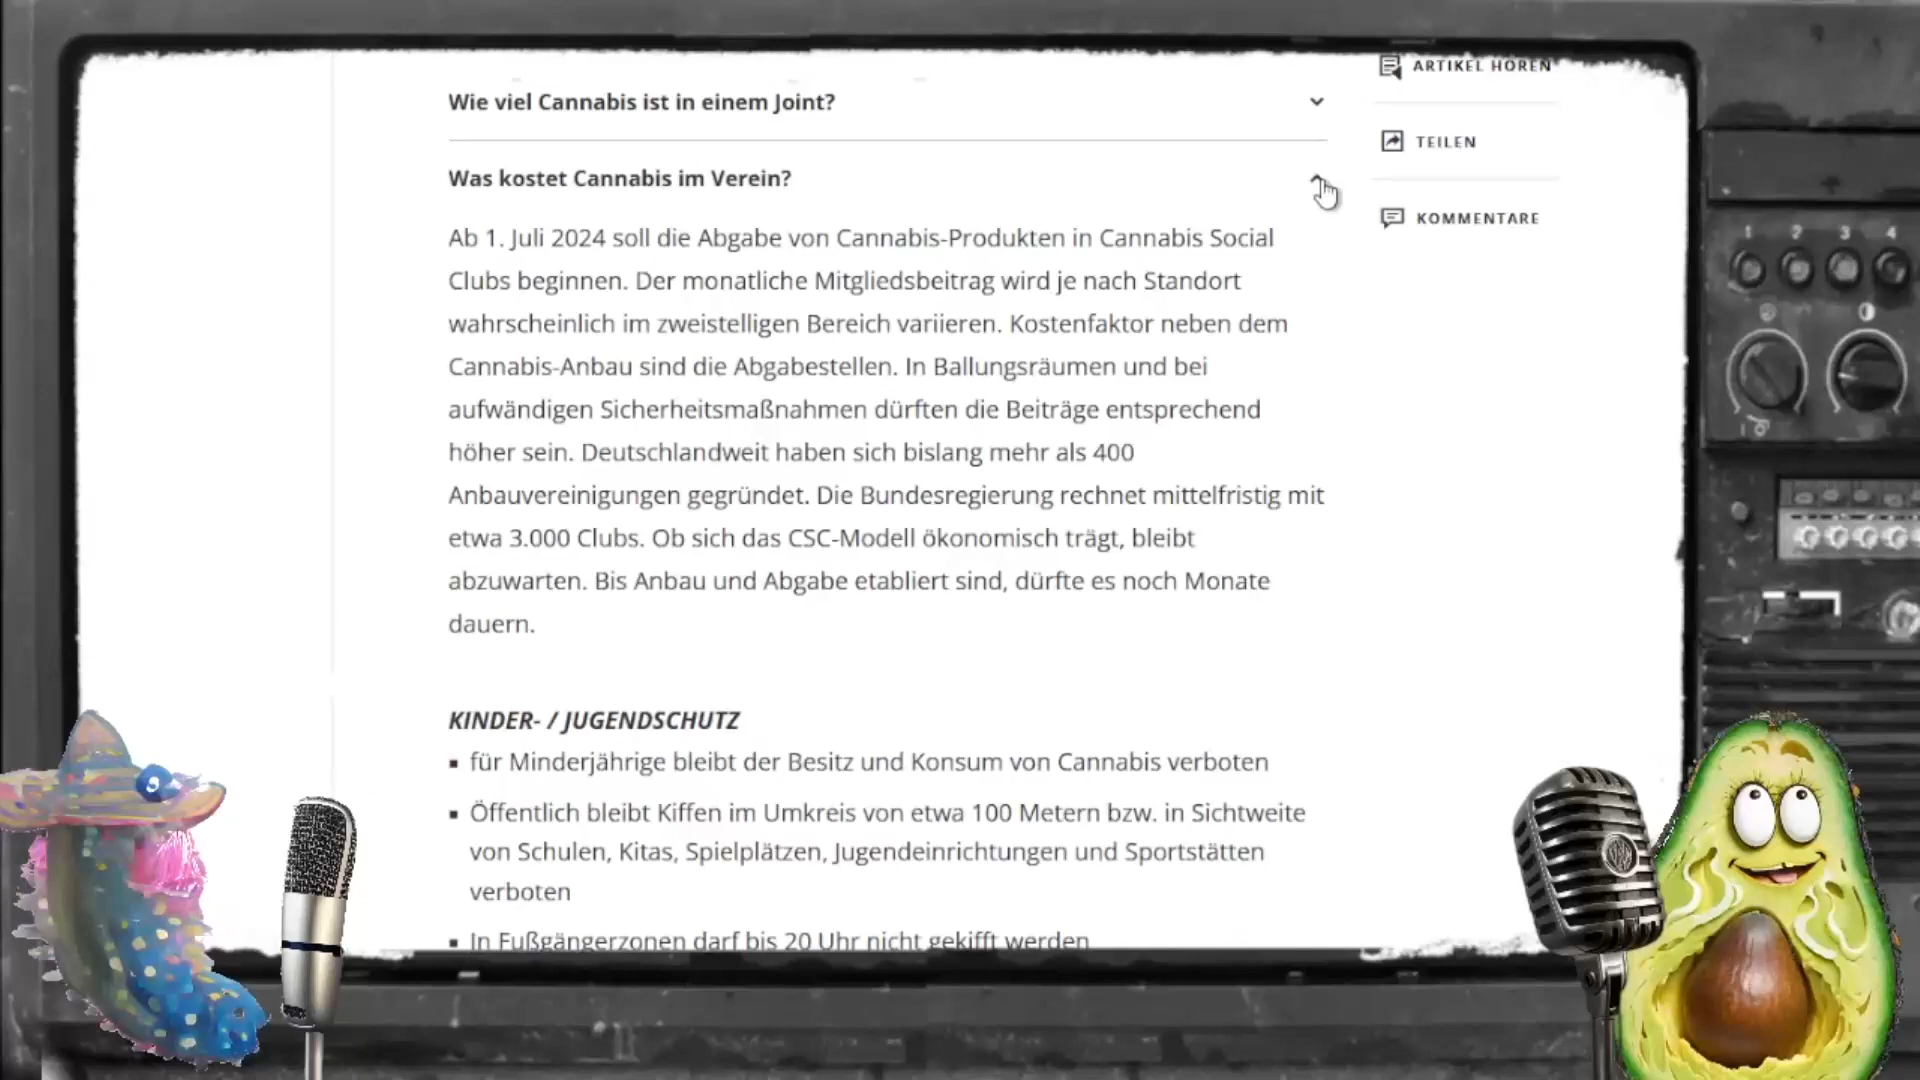 Wie viel Cannabis ist in einem Joint?
Was kostet Cannabis im Verein?
Ab 1. Juli 2024 soll die Abgabe von Cannabis-Produkten in Cannabis Social
Clubs beginnen. Der monatliche Mitgliedsbeitrag wird je nach Standort
wahrscheinlich im zweistelligen Bereich variieren. Kostenfaktor neben dem
Cannabis-Anbau sind die Abgabestellen. In Ballungsräumen und bei
aufwändigen Sicherheitsmaßnahmen dürften die Beiträge entsprechend
höher sein. Deutschlandweit haben sich bislang mehr als 400
Anbauvereinigungen gegründet. Die Bundesregierung rechnet mittelfristig mit
etwa 3.000 Clubs. Ob sich das CSC-Modell ökonomisch trägt, bleibt
abzuwarten. Bis Anbau und Abgabe etabliert sind, dürfte es noch Monate
dauern.
KINDER- / JUGENDSCHUTZ
▪ für Minderjährige bleibt der Besitz und Konsum von Cannabis verboten
▪ Öffentlich bleibt Kiffen im Umkreis von etwa 100 Metern bzw. in Sichtweite
von Schulen, Kitas, Spielplätzen, Jugendeinrichtungen und Sportstätten
verboten
▪ In Fußgängerzonen darf bis 20 Uhr nicht gekifft werden
ARTIKEL HÖREN
TEILEN
KOMMENTARE
1 2 3 4